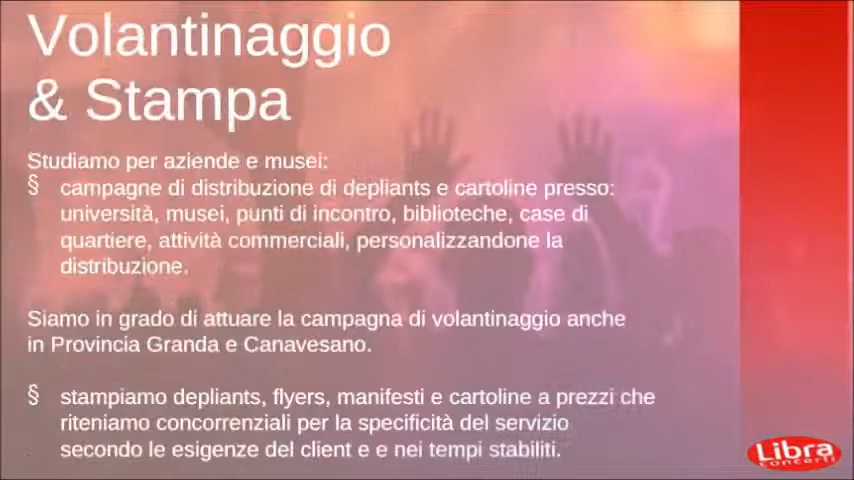 Volantinaggio
& Stampa
Studiamo per aziende e musei:
§ campagne di distribuzione di depliants e cartoline presso:
università, musei, punti di incontro, biblioteche, case di
quartiere, attività commerciali, personalizzandone la
distribuzione.
Siamo in grado di attuare la campagna di volantinaggio anche
in Provincia Granda e Canavesano.
§ stampiamo depliants, flyers, manifesti e cartoline a prezzi che
riteniamo concorrenziali per la specificità del servizio
secondo le esigenze del client e e nei tempi stabiliti.
Libra
concerti